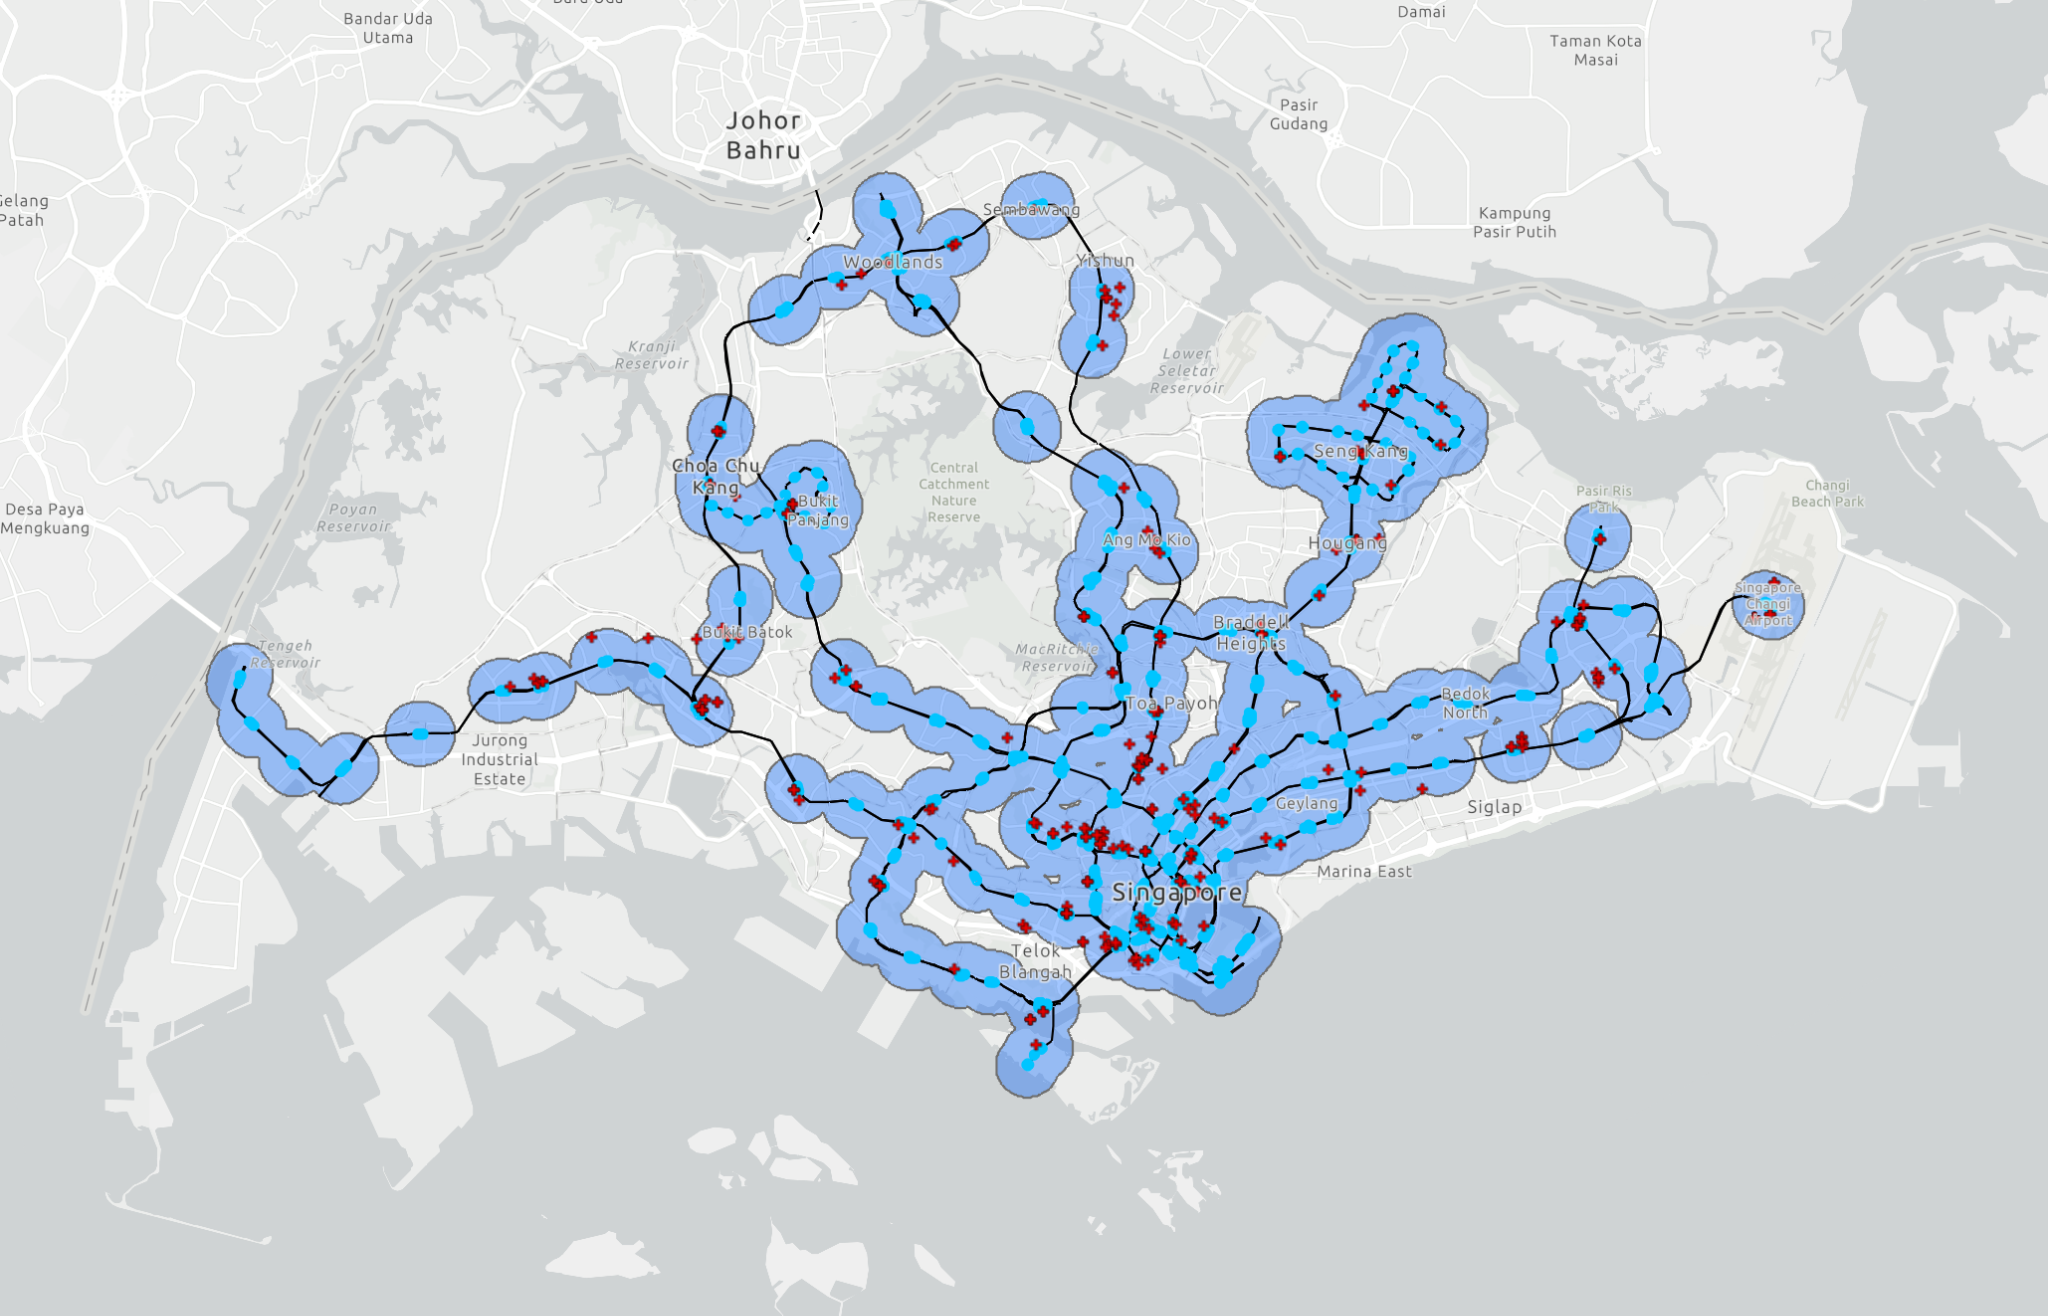 Bandar Uda
Utama
Damai
Taman Kota
Masai
Johor
Bahru
Pasir
Gudang
Gelang
Patah
Kampung
Pasir Putih
Sembawang
Woodlands
Yishun
Kranji
Reservoir
Lower
Seletar
Reservoir
Choa Chu
Kang
Seng Kang
Central
Catchment
Nature
Reserve
Bukit
Panjang
Desa Paya
Mengkuang
Poyan
Reservoir
Pasir Ris
Park
Changi
Beach Park
Ang Mo Kio
Hougang
Singapore
Changi
Airport
Bukit Batok
Braddell
Heights
Tengeh
Reservoir
MacRitchie
Reservoir
Toa Payoh
Bedok
North
Jurong
Industrial
Estate
Geylang
Siglap
Marina East
Singapore
Telok
Blangah